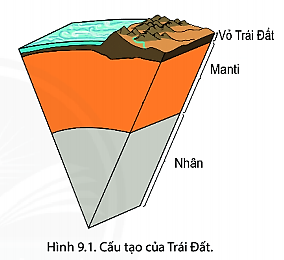 Vỏ Trái Đất
Manti
Nhân
Hình 9.1. Cấu tạo của Trái Đất.